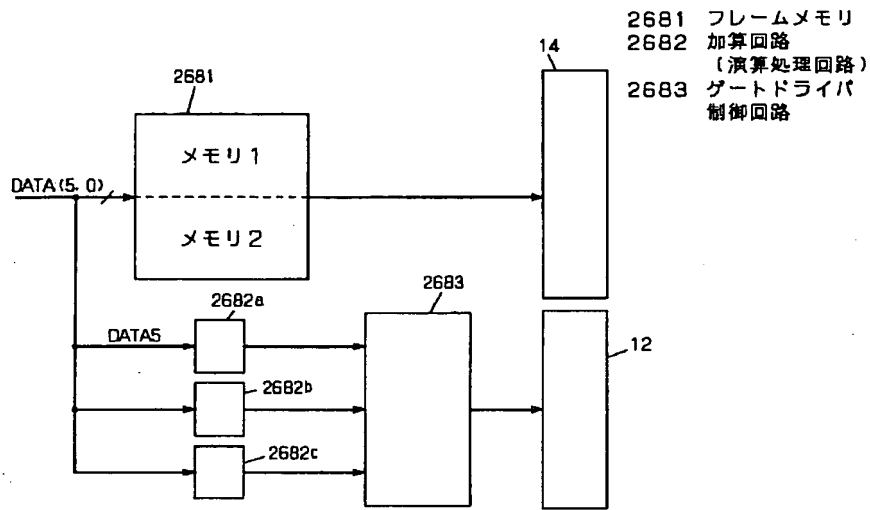 2681 フレームメモリ
2682 加算回路
(演算処理回路)
2683 ゲートドライバ
制御回路
14
2681
メモリ1
DATA(5.0)
メモリ2
2682a
2683
DATA5
12
2682b
2682c